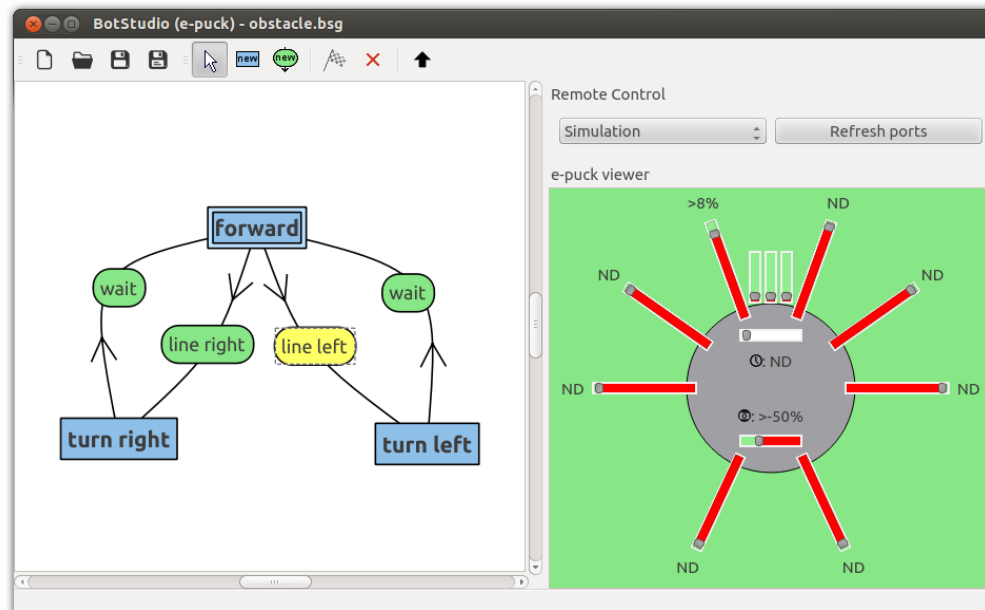 BotStudio (e-puck) - obstacle.bsg
new
new
Remote Control
Simulation
Refresh ports
e-puck viewer
forward
wait
wait
line right
line left
turn right
turn left
>8%
ND
ND
ND
: ND
ND
ND
: >-50%
ND
ND